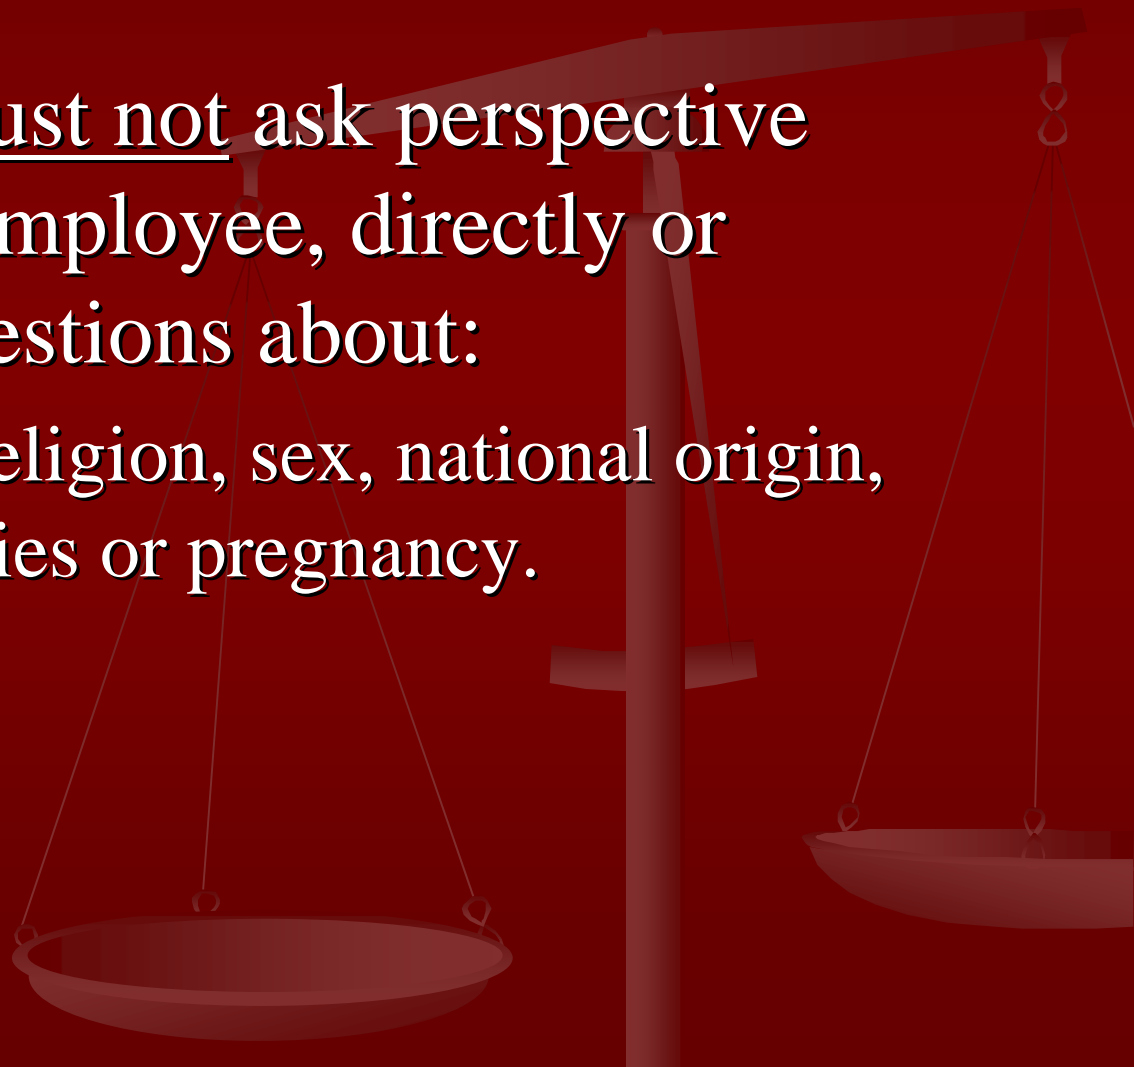 ust not ask perspective
mployee, directly or
estions about:
eligion, sex, national origin,
ies or pregnancy.